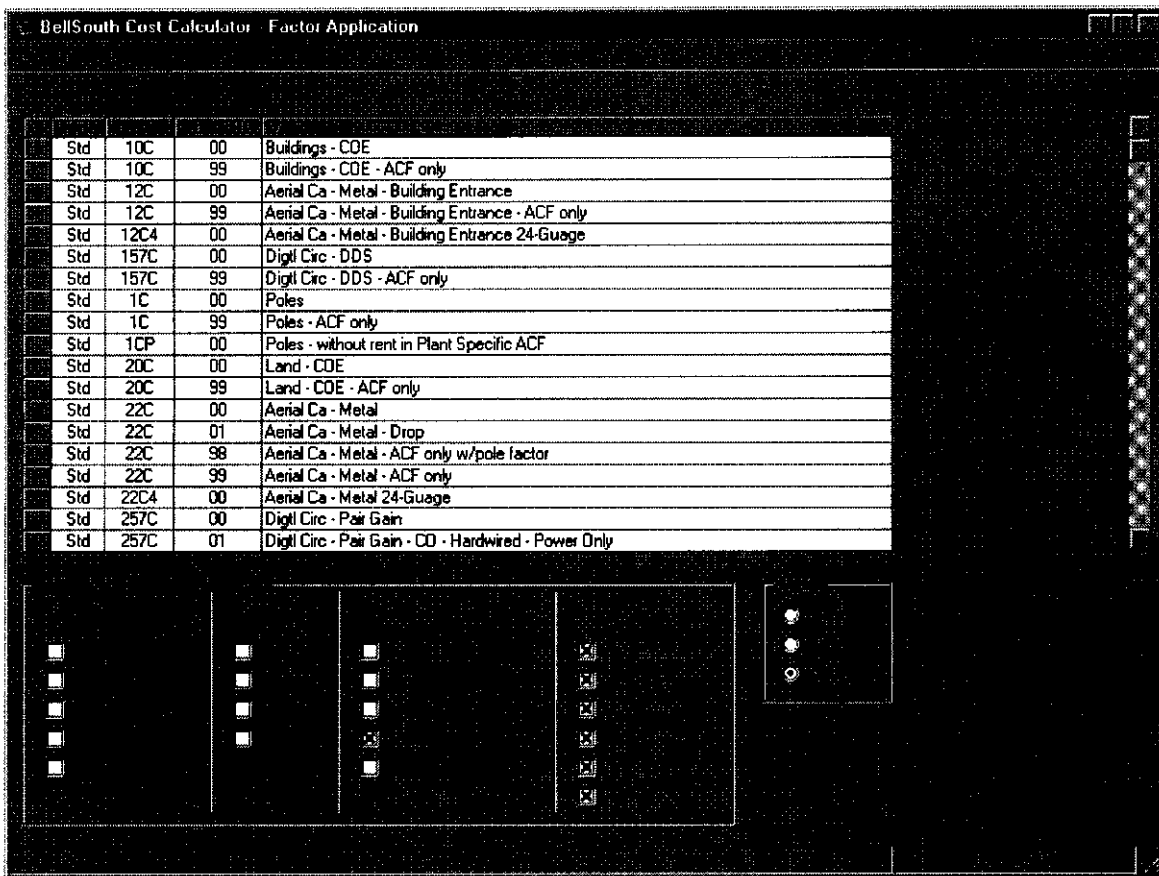 BellSouth Cost Calculator - Factor Application
Std 10C 00 Buildings - COE
Std 10C 99 Buildings - COE - ACF only
Std 12C 00 Aerial Ca - Metal - Building Entrance
Std 12C 99 Aerial Ca - Metal - Building Entrance - ACF only
Std 12C4 00 Aerial Ca - Metal - Building Entrance 24-Guage
Std 157C 00 Digtl Circ - DDS
Std 157C 99 Digtl Circ - DDS - ACF only
Std 1C 00 Poles
Std 1C 99 Poles - ACF only
Std 1CP 00 Poles - without rent in Plant Specific ACF
Std 20C 00 Land - COE
Std 20C 99 Land - COE - ACF only
Std 22C 00 Aerial Ca - Metal
Std 22C 01 Aerial Ca - Metal - Drop
Std 22C 98 Aerial Ca - Metal - ACF only w/pole factor
Std 22C 99 Aerial Ca - Metal - ACF only
Std 22C4 00 Aerial Ca - Metal 24-Guage
Std 257C 00 Digtl Circ - Pair Gain
Std 257C 01 Digtl Circ - Pair Gain - CO - Hardwired - Power Only